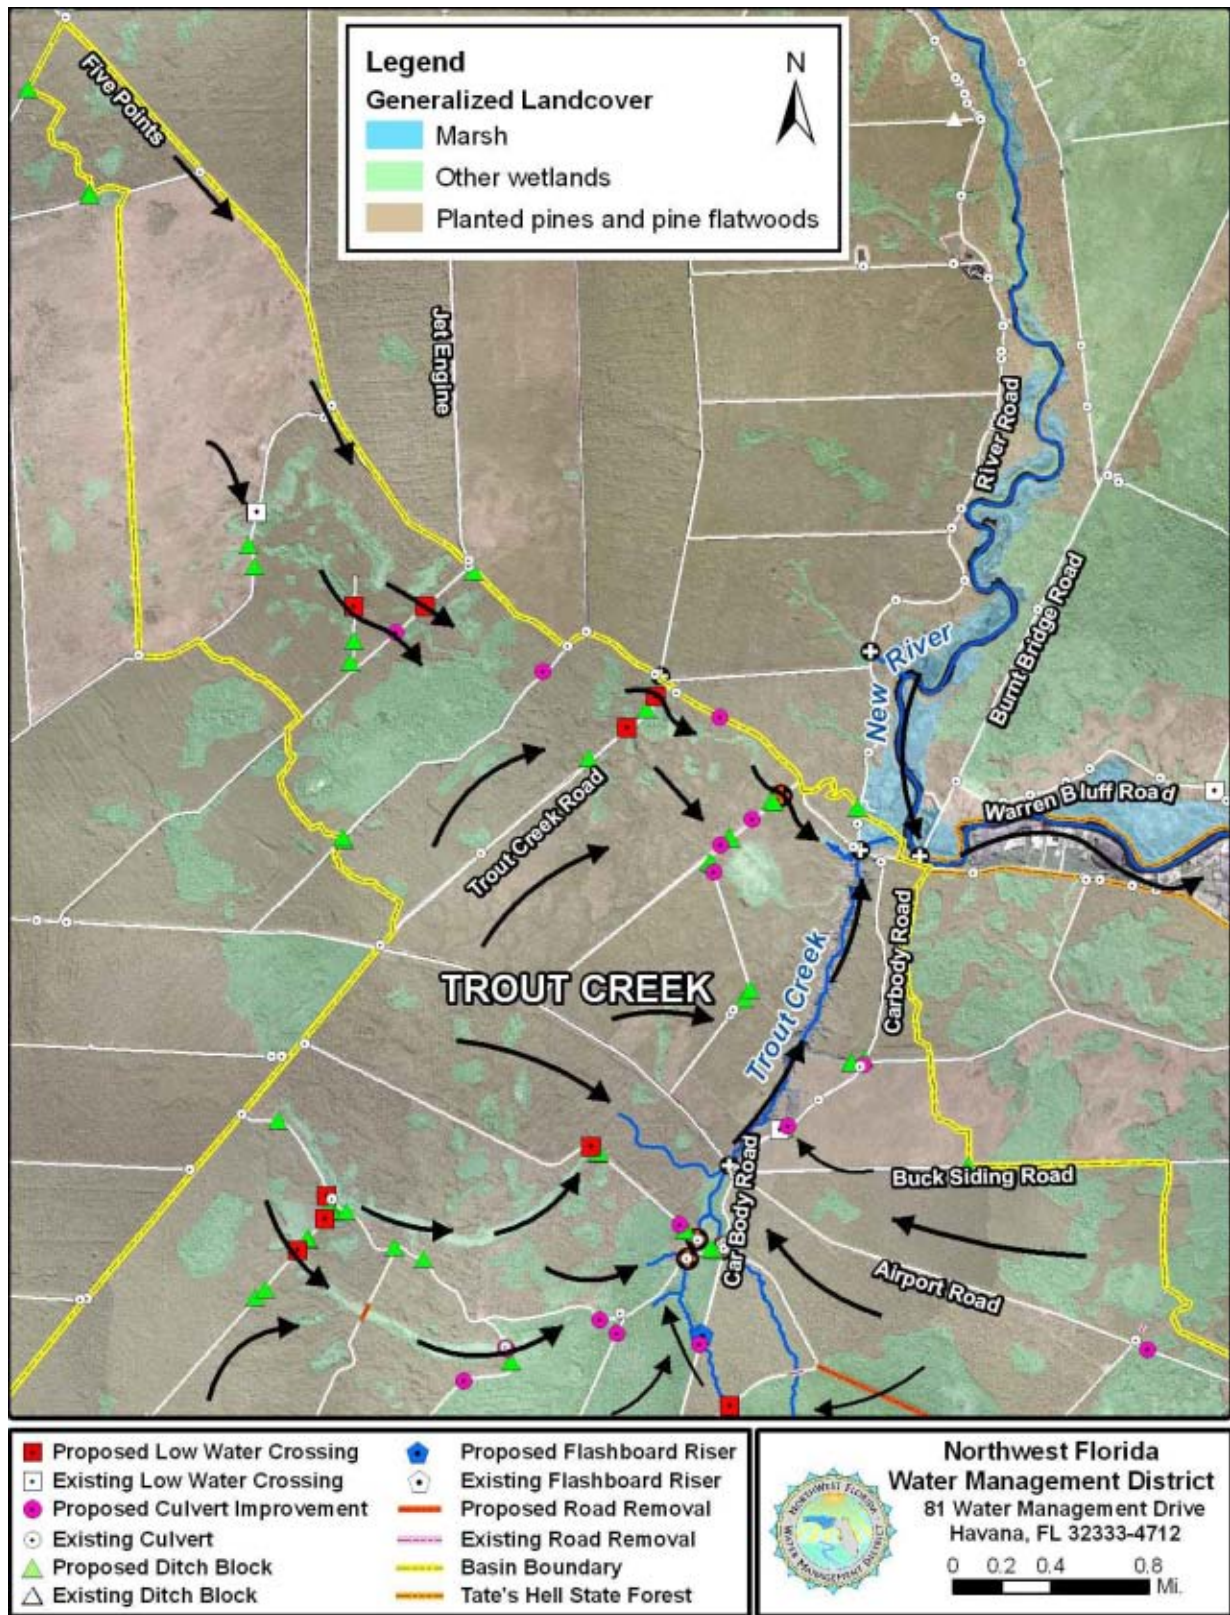 Legend
N
Generalized Landcover
Marsh
Other wetlands
Planted pines and pine flatwoods
Five Points
Jet Engine
River Road
New River
Burnt Bridge Road
Warren Bluff Road
Trout Creek Road
Carbody Road
TROUT CREEK
Trout Creek
Buck Siding Road
Car Body Road
Airport Road
Proposed Low Water Crossing
Existing Low Water Crossing
Proposed Culvert Improvement
Existing Culvert
Proposed Ditch Block
Existing Ditch Block
Proposed Flashboard Riser
Existing Flashboard Riser
Proposed Road Removal
Existing Road Removal
Basin Boundary
Tate's Hell State Forest
NORTHWEST FLORIDA
WATER MANAGEMENT DISTRICT
Northwest Florida
Water Management District
81 Water Management Drive
Havana, FL 32333-4712
0 0.2 0.4 0.8
Mi.